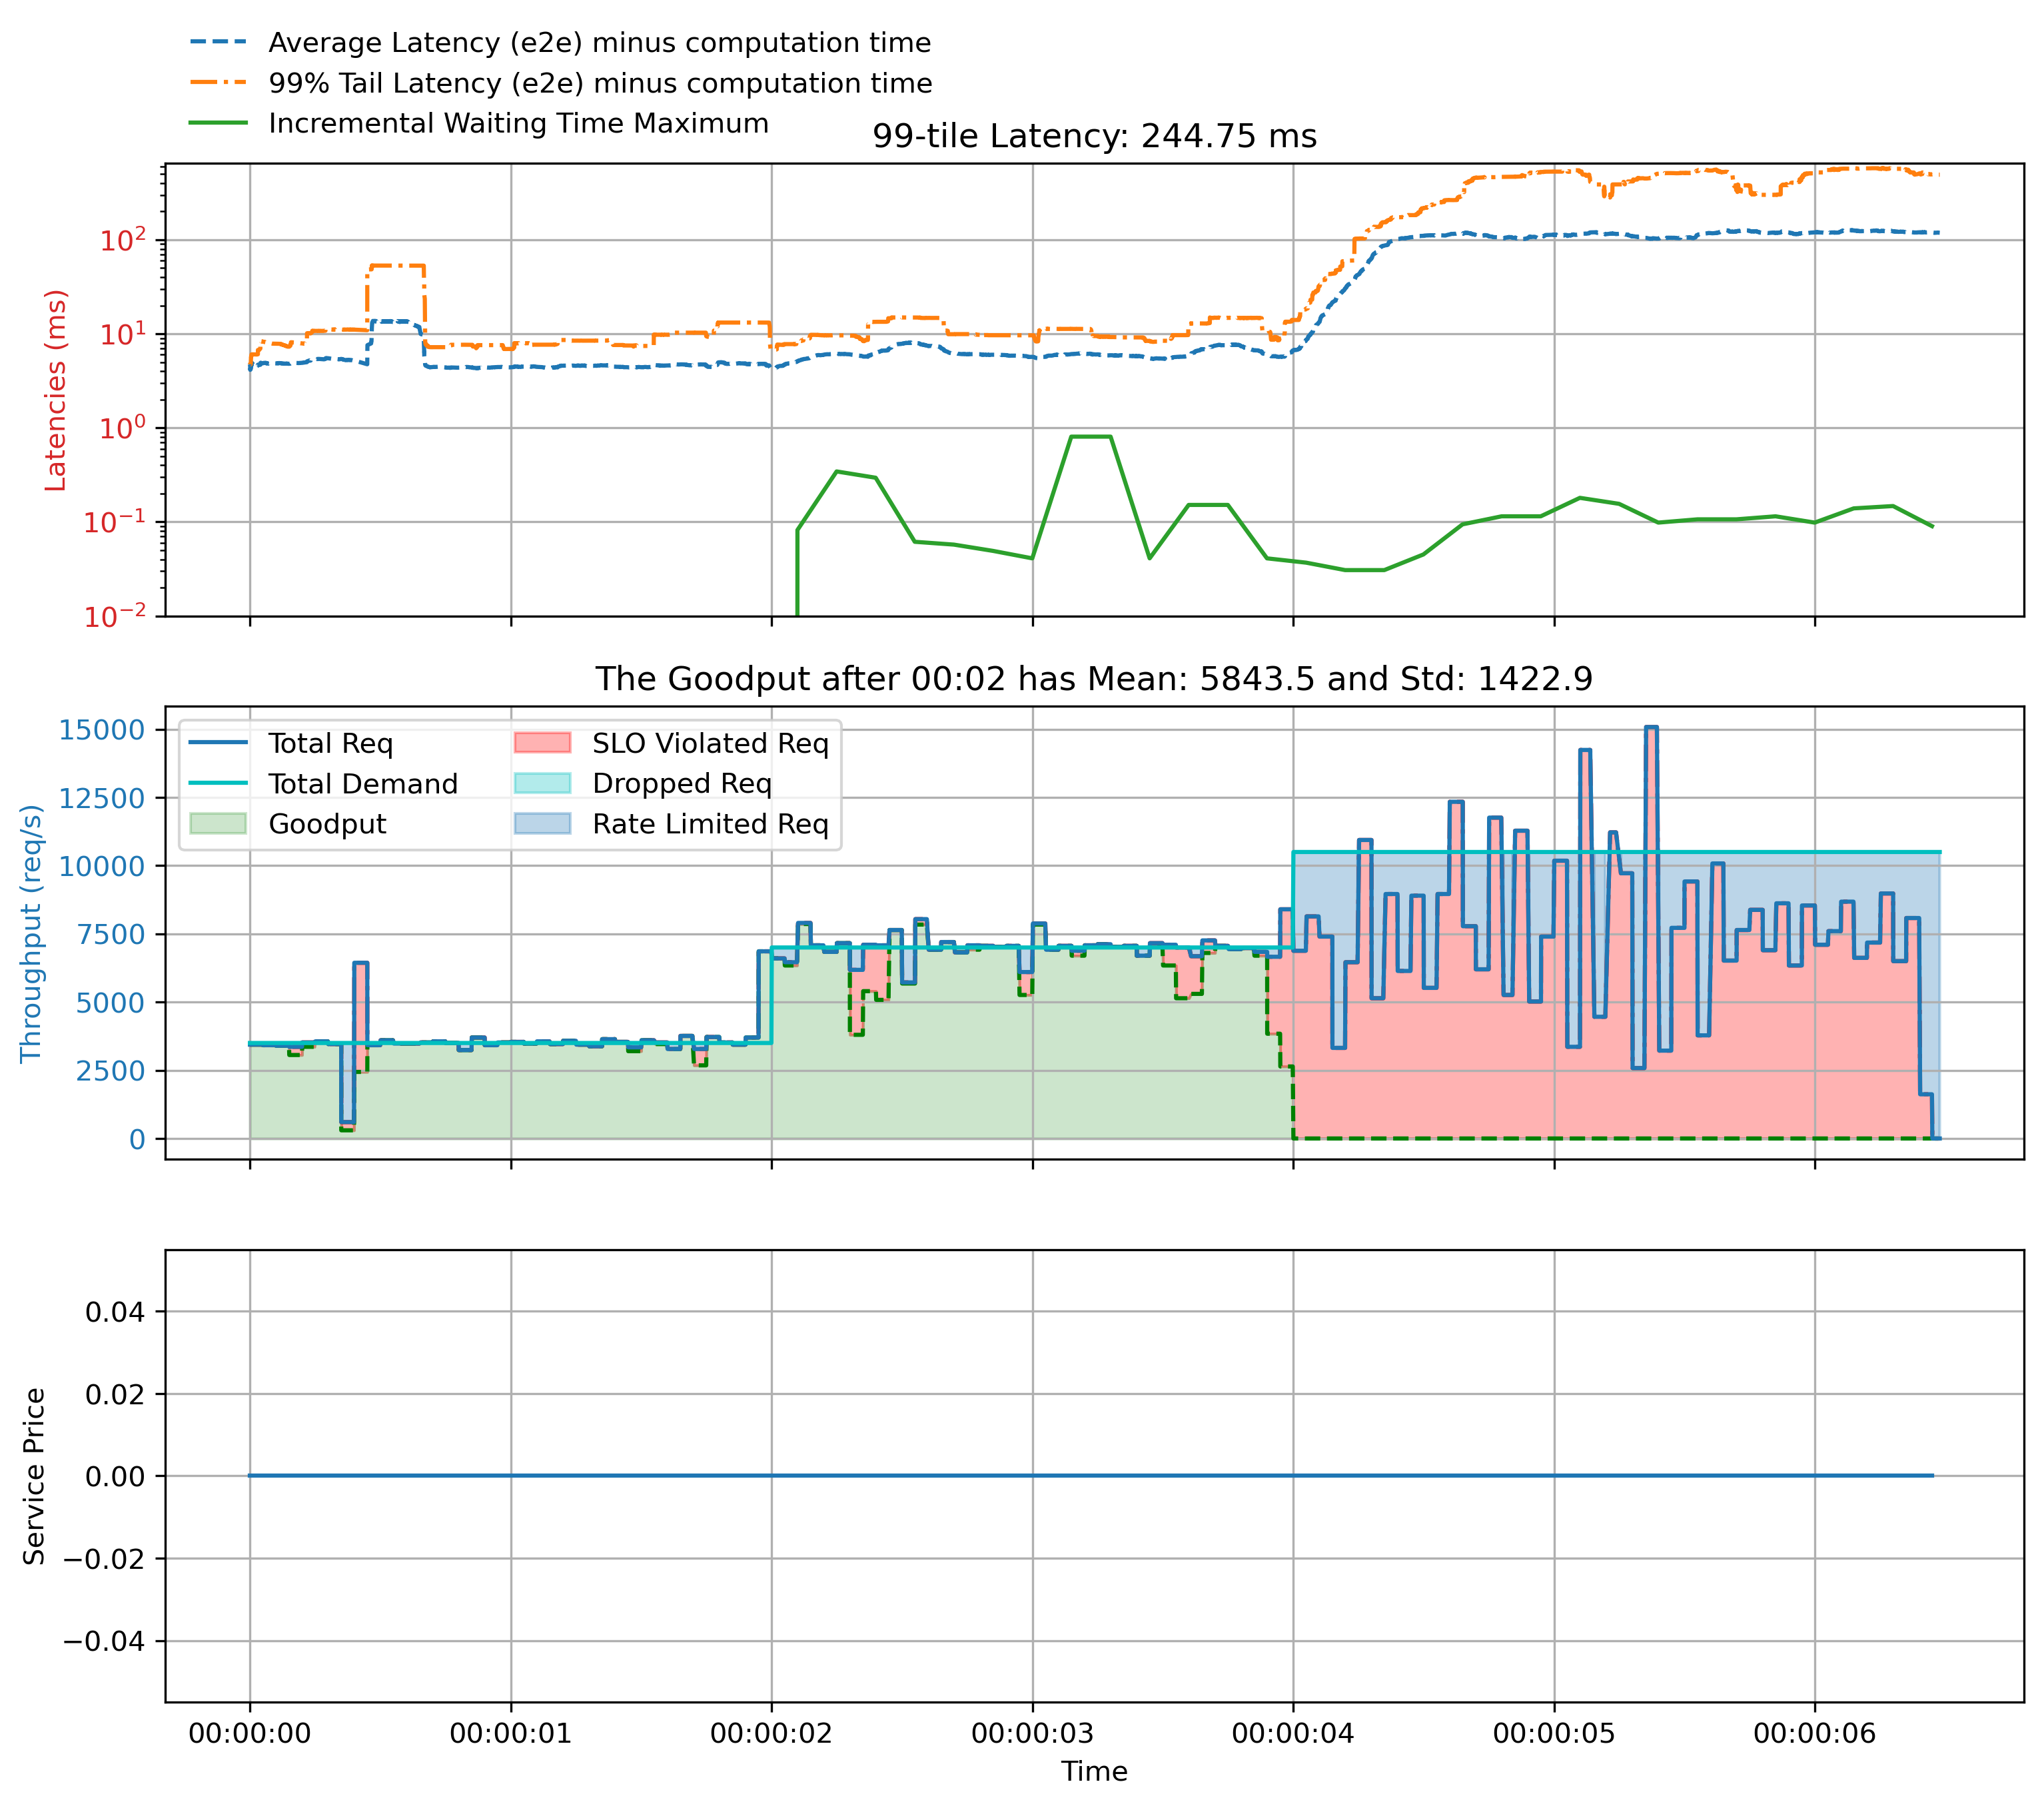 Average Latency (e2e) minus computation time
99% Tail Latency (e2e) minus computation time
Incremental Waiting Time Maximum
99-tile Latency: 244.75 ms
Latencies (ms)
10²
10¹
10⁰
10⁻¹
10⁻²
The Goodput after 00:02 has Mean: 5843.5 and Std: 1422.9
Throughput (req/s)
15000
12500
10000
7500
5000
2500
0
Total Req
Total Demand
Goodput
SLO Violated Req
Dropped Req
Rate Limited Req
Service Price
0.04
0.02
0.00
−0.02
−0.04
00:00:00 00:00:01 00:00:02 00:00:03 00:00:04 00:00:05 00:00:06
Time